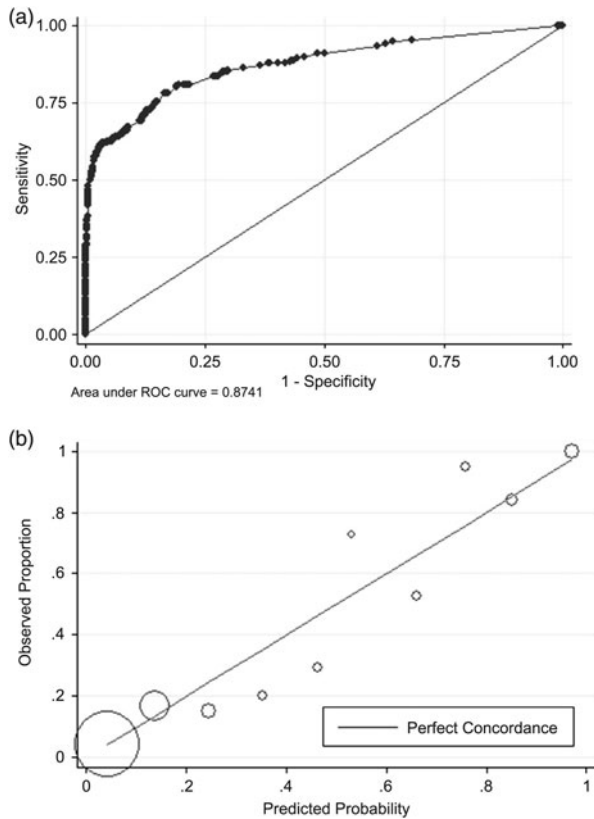 (a)
1.00
0.75
0.50
0.25
0.00
Sensitivity
0.00 0.25 0.50 0.75 1.00
1 - Specificity
Area under ROC curve = 0.8741
(b)
1
.8
.6
.4
.2
0
Observed Proportion
Perfect Concordance
0 .2 .4 .6 .8 1
Predicted Probability